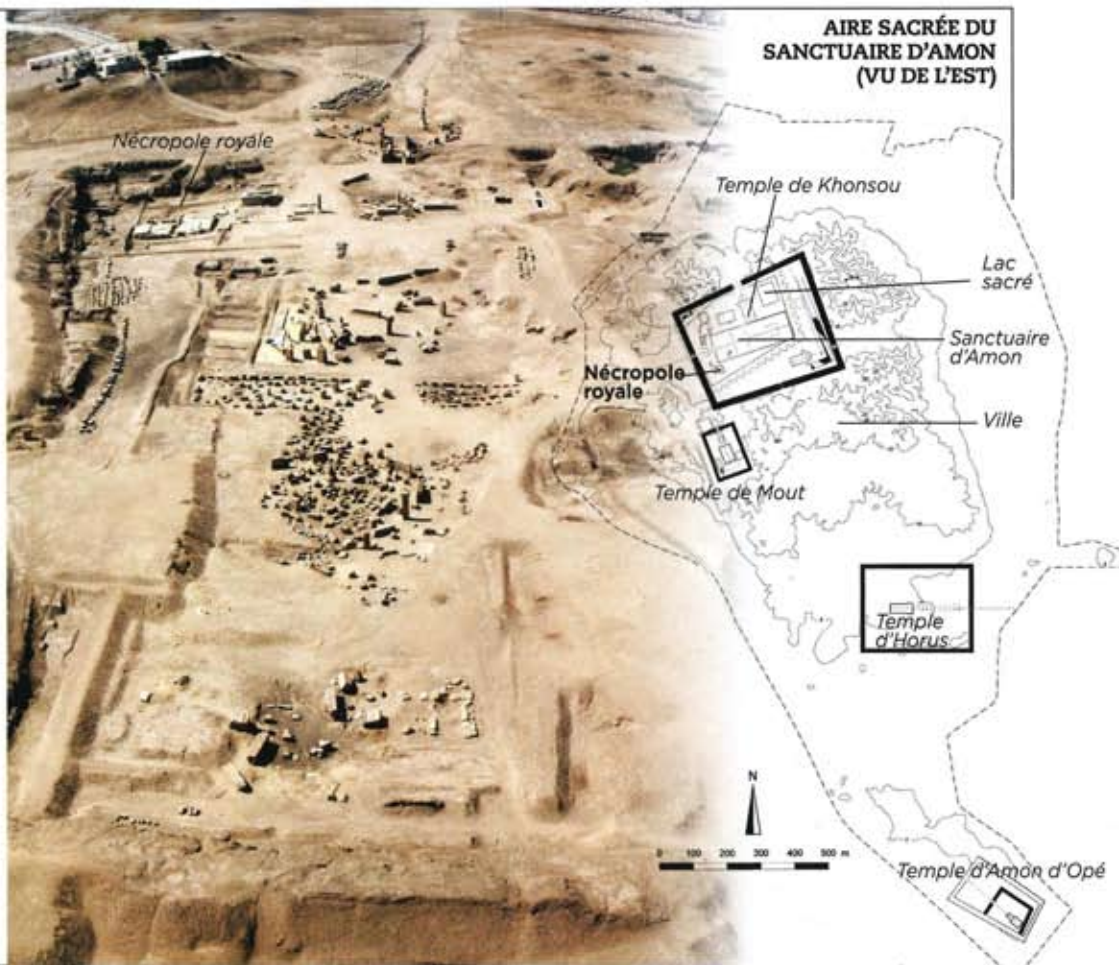 AIRE SACRÉE DU
SANCTUAIRE D'AMON
(VU DE L'EST)
Nécropole royale
Temple de Khonsou
Lac
sacré
Sanctuaire
d'Amon
Nécropole
royale
Ville
Temple de Mout
Temple
d'Horus
N
0 100 200 300 400 500 m
Temple d'Amon d'Opé